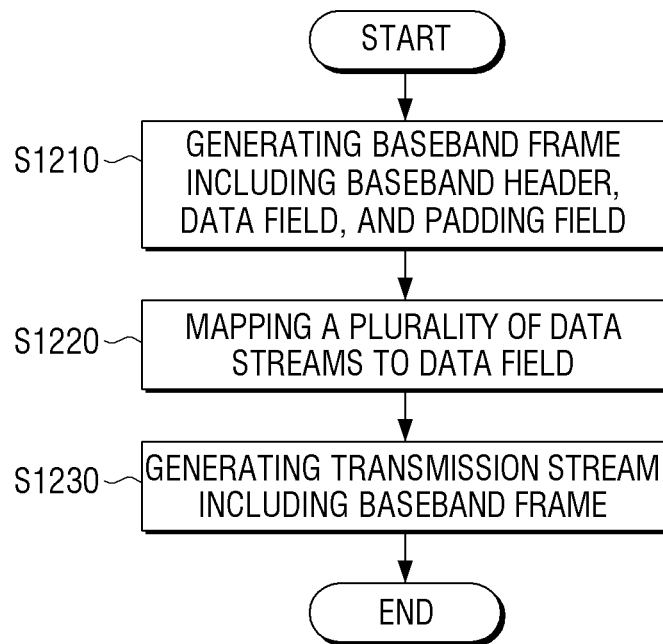 START
S1210
GENERATING BASEBAND FRAME
INCLUDING BASEBAND HEADER,
DATA FIELD, AND PADDING FIELD
S1220
MAPPING A PLURALITY OF DATA
STREAMS TO DATA FIELD
S1230
GENERATING TRANSMISSION STREAM
INCLUDING BASEBAND FRAME
END